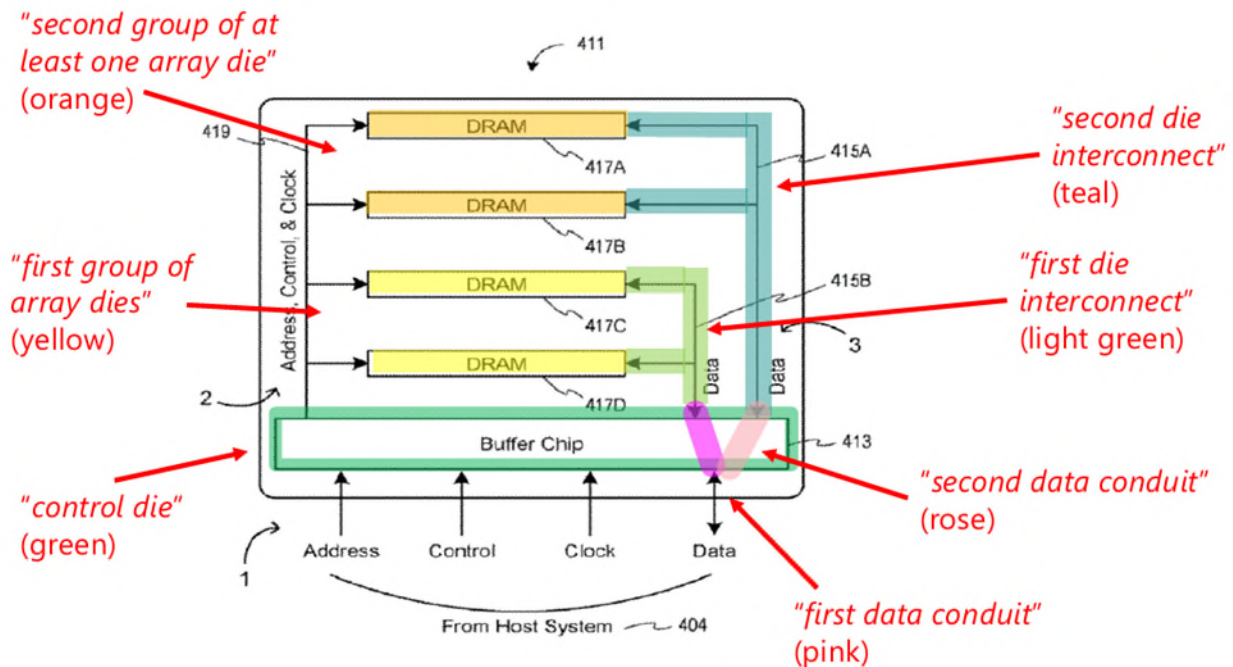 "second group of
at least one array die"
(orange)
411
419
DRAM
417A
415A
"second die
interconnect"
(teal)
DRAM
417B
Address, Control, & Clock
"first group of
array dies"
(yellow)
DRAM
417C
415B
"first die
interconnect"
(light green)
3
DRAM
417D
Data
Data
2
Buffer Chip
413
"control die"
(green)
"second data conduit"
(rose)
1
Address
Control
Clock
Data
From Host System
404
"first data conduit"
(pink)